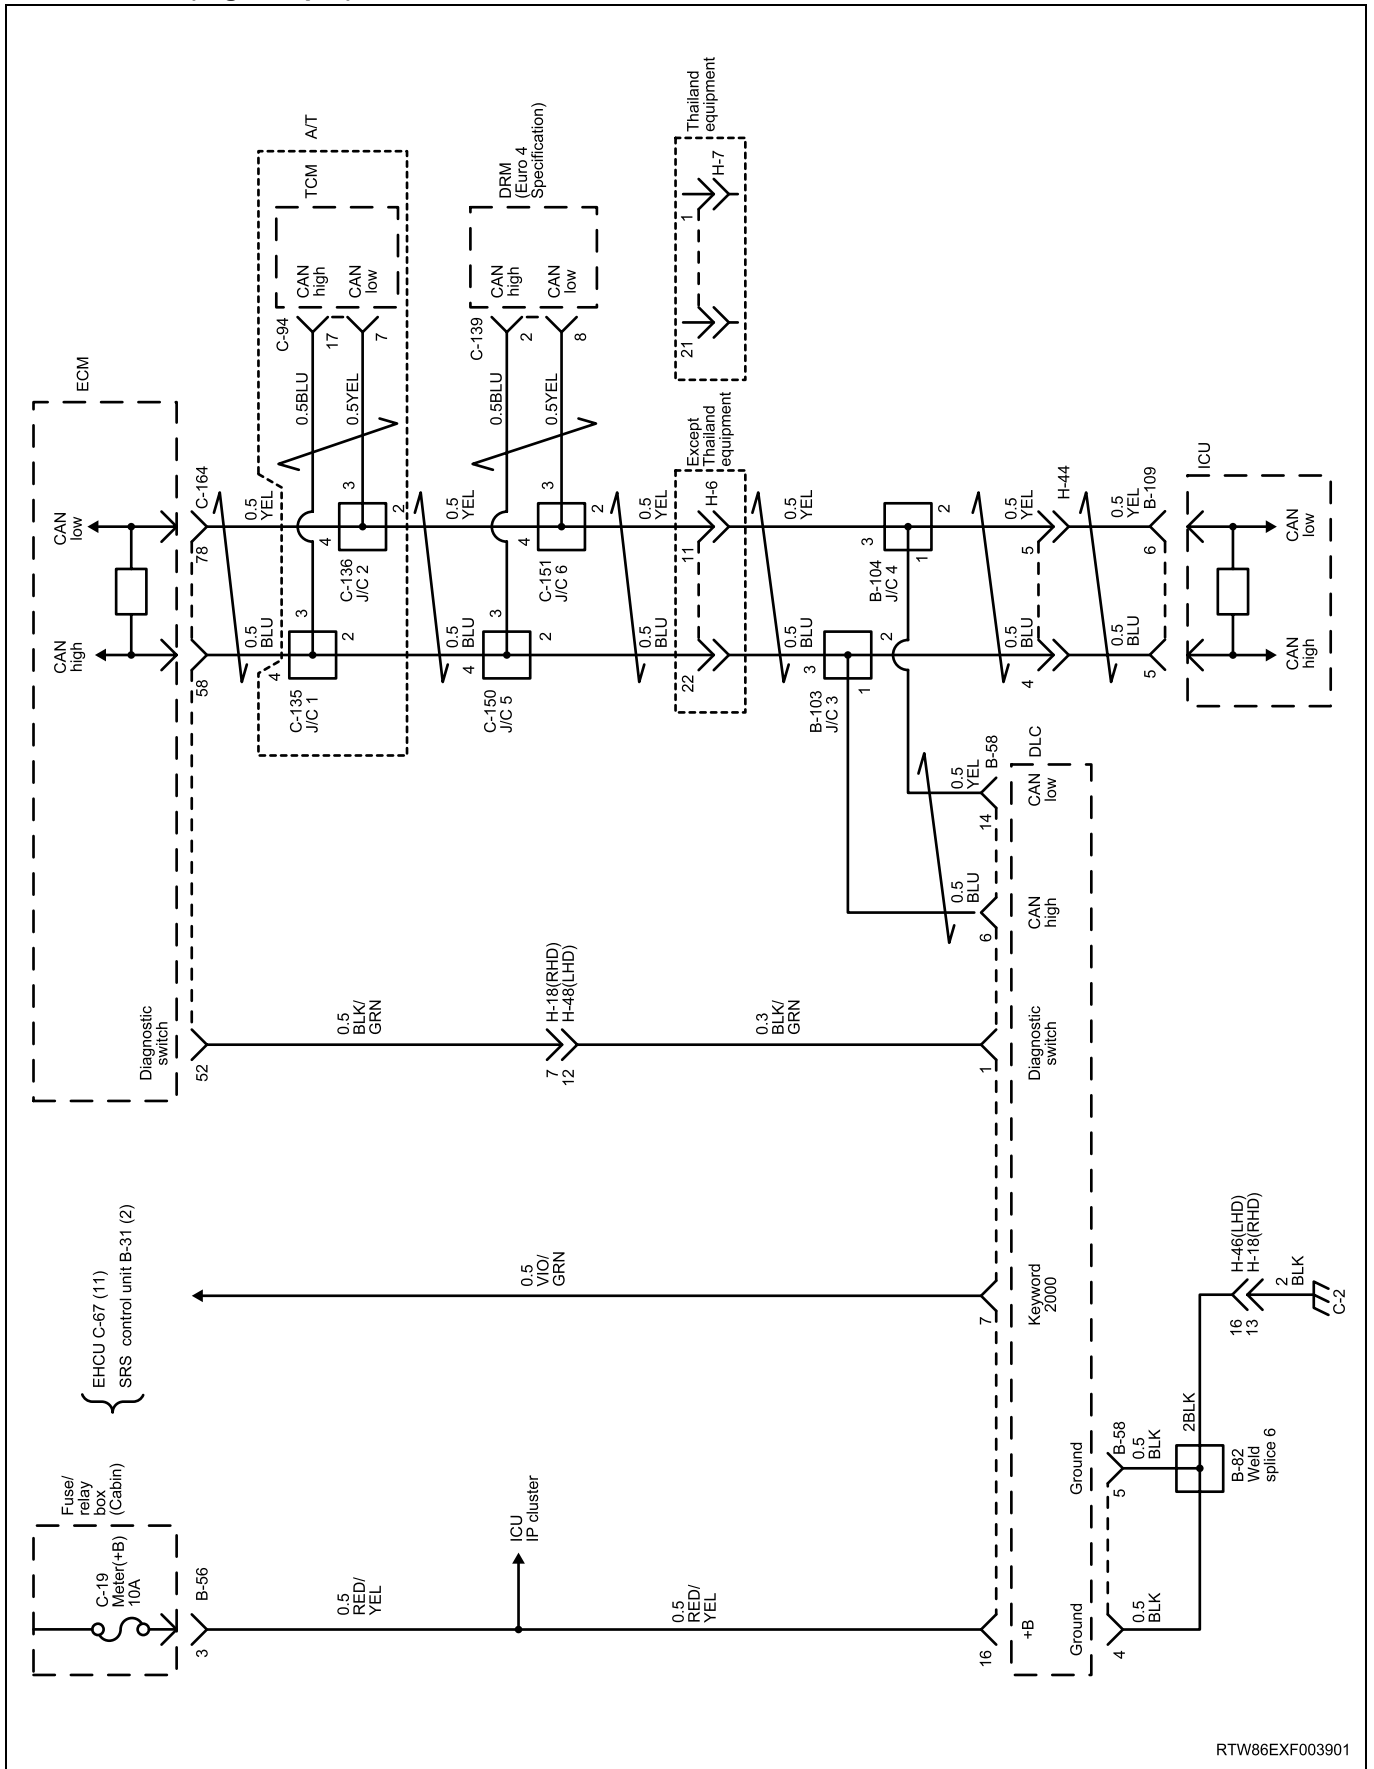 Fuse/
relay
box
(Cabin)
C-19
Meter(+B)
10A
3
B-56
0.5
RED/
YEL
ICU
IP cluster
0.5
RED/
YEL
16
+B
Ground
4
0.5
BLK
Ground
5
B-58
0.5
BLK
B-82
Weld
splice 6
2BLK
16
13
H-46(LHD)
H-18(RHD)
2
BLK
C-2
EHCU C-67 (11)
SRS control unit B-31 (2)
0.5
VIO/
GRN
7
Keyword
2000
ECM
Diagnostic
switch
52
0.5
BLK/
GRN
7
12
H-18(RHD)
H-48(LHD)
0.3
BLK/
GRN
1
Diagnostic
switch
CAN
high
CAN
low
58
78
C-164
0.5
BLU
0.5
YEL
4
C-135
J/C 1
3
2
4
C-136
J/C 2
3
2
A/T
TCM
CAN
high
CAN
low
C-94
17
7
0.5BLU
0.5YEL
0.5
BLU
0.5
YEL
4
C-150
J/C 5
3
2
4
C-151
J/C 6
3
2
DRM
(Euro 4
Specification)
CAN
high
CAN
low
C-139
2
8
0.5BLU
0.5YEL
0.5
BLU
0.5
YEL
Except
Thailand
equipment
22
11
H-6
Thailand
equipment
21
1
H-7
0.5
BLU
0.5
YEL
B-103
J/C 3
3
2
1
B-104
J/C 4
3
2
1
0.5
BLU
6
0.5
YEL
14
B-58
DLC
CAN
high
CAN
low
0.5
BLU
0.5
YEL
4
5
H-44
0.5
BLU
0.5
YEL
5
6
B-109
ICU
CAN
high
CAN
low
RTW86EXF003901